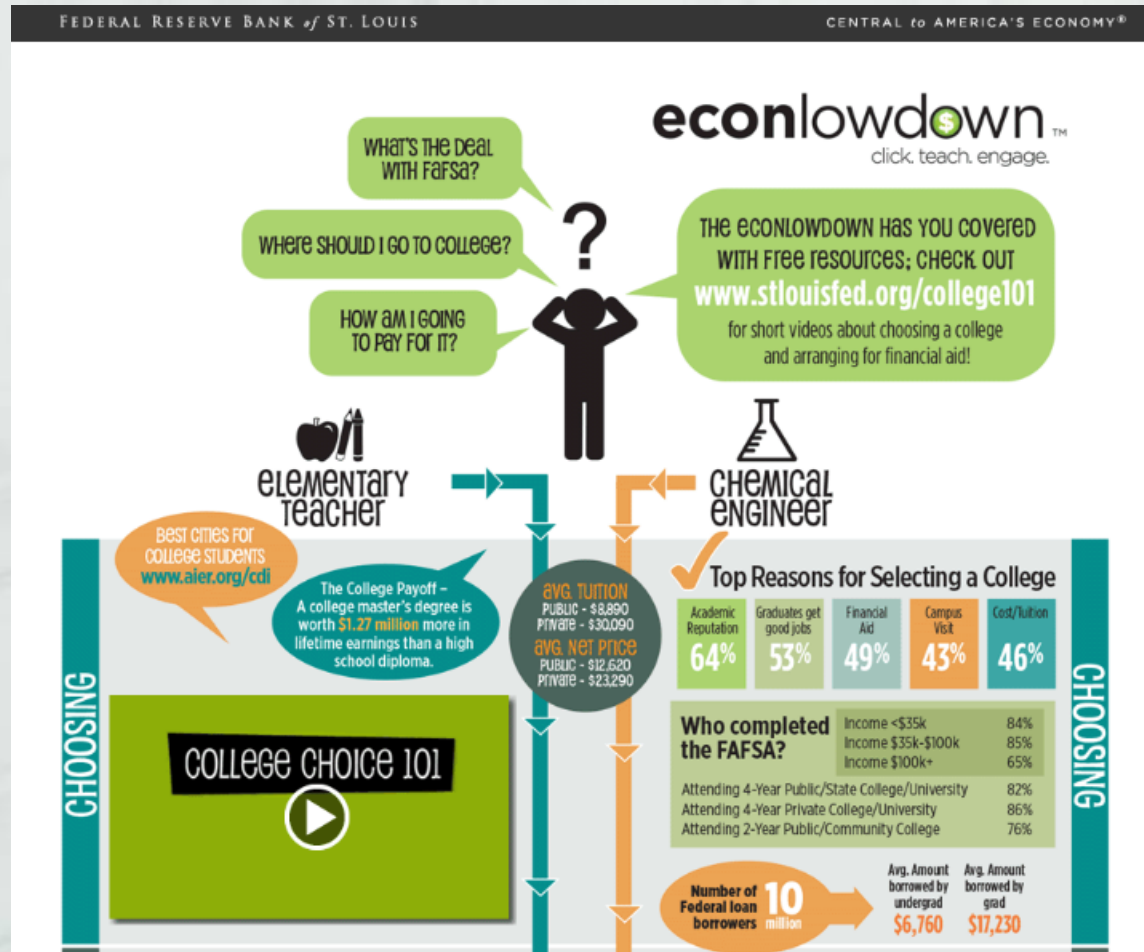 FEDERAL RESERVE BANK of ST. LOUIS
CENTRAL to AMERICA'S ECONOMY®
econlowdown™
click. teach. engage.
WHAT'S THE DEAL
WITH FAFSA?
WHERE SHOULD I GO TO COLLEGE?
HOW AM I GOING
TO PAY FOR IT?
?
THE ECONLOWDOWN HAS YOU COVERED
WITH FREE RESOURCES; CHECK OUT
www.stlouisfed.org/college101
for short videos about choosing a college
and arranging for financial aid!
ELEMENTARY
TEACHER
CHEMICAL
ENGINEER
CHOOSING
BEST CITIES FOR
COLLEGE STUDENTS
www.aier.org/cdi
The College Payoff –
A college master's degree is
worth $1.27 million more in
lifetime earnings than a high
school diploma.
AVG. TUITION
PUBLIC - $8,890
PRIVATE - $30,090
AVG. NET PRICE
PUBLIC - $12,620
PRIVATE - $23,290
COLLEGE CHOICE 101
Top Reasons for Selecting a College
Academic
Reputation
64%
Graduates get
good jobs
53%
Financial
Aid
49%
Campus
Visit
43%
Cost/Tuition
46%
Who completed
the FAFSA?
Income <$35k 84%
Income $35k-$100k 85%
Income $100k+ 65%
Attending 4-Year Public/State College/University 82%
Attending 4-Year Private College/University 86%
Attending 2-Year Public/Community College 76%
Number of
Federal loan
borrowers
10
million
Avg. Amount
borrowed by
undergrad
$6,760
Avg. Amount
borrowed by
grad
$17,230
CHOOSING